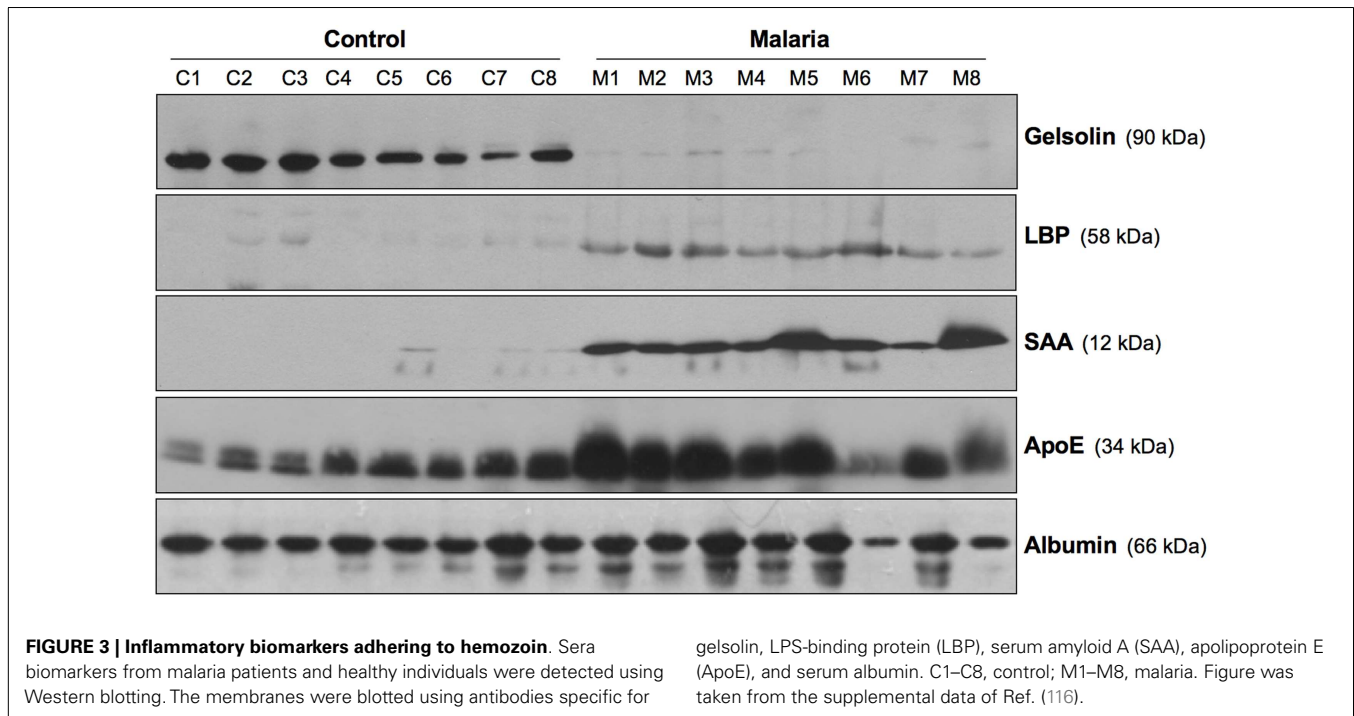 Control Malaria
C1 C2 C3 C4 C5 C6 C7 C8 M1 M2 M3 M4 M5 M6 M7 M8
Gelsolin (90 kDa)
LBP (58 kDa)
SAA (12 kDa)
ApoE (34 kDa)
Albumin (66 kDa)
FIGURE 3 | Inflammatory biomarkers adhering to hemozoin. Sera
biomarkers from malaria patients and healthy individuals were detected using
Western blotting. The membranes were blotted using antibodies specific for
gelsolin, LPS-binding protein (LBP), serum amyloid A (SAA), apolipoprotein E
(ApoE), and serum albumin. C1–C8, control; M1–M8, malaria. Figure was
taken from the supplemental data of Ref. (116).